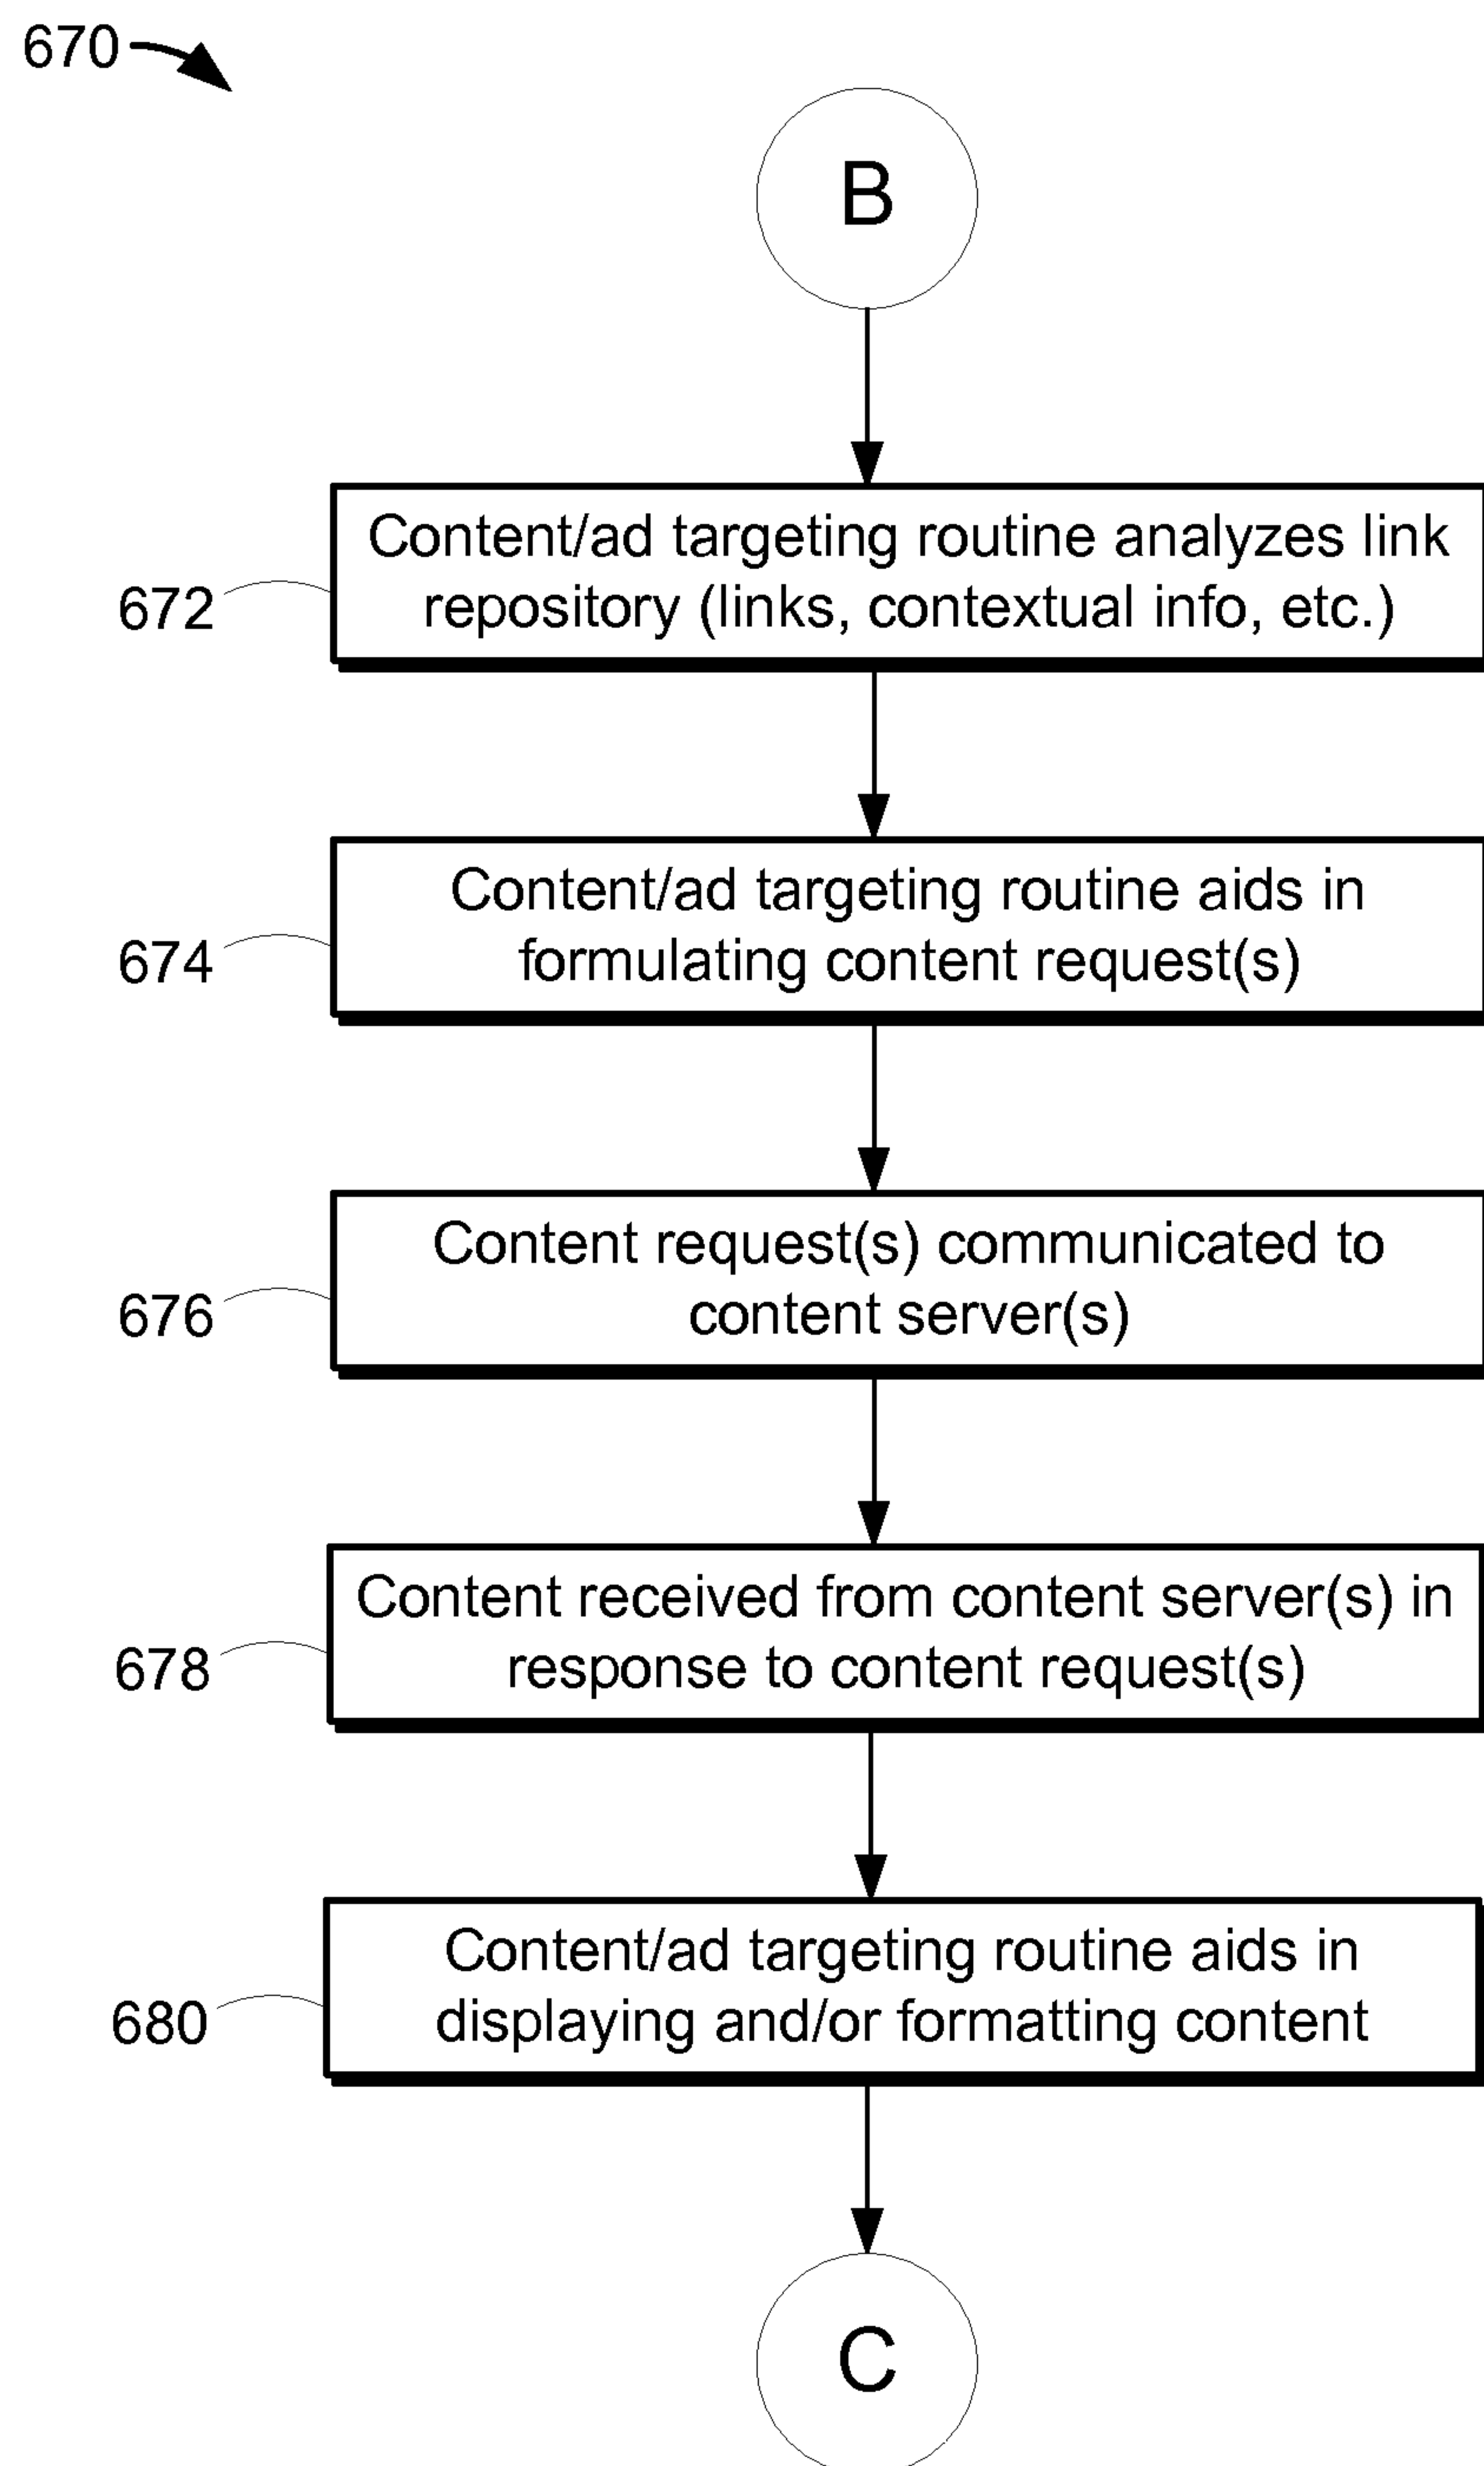 670
B
Content/ad targeting routine analyzes link
repository (links, contextual info, etc.)
672
Content/ad targeting routine aids in
formulating content request(s)
674
Content request(s) communicated to
content server(s)
676
Content received from content server(s) in
response to content request(s)
678
Content/ad targeting routine aids in
displaying and/or formatting content
680
C